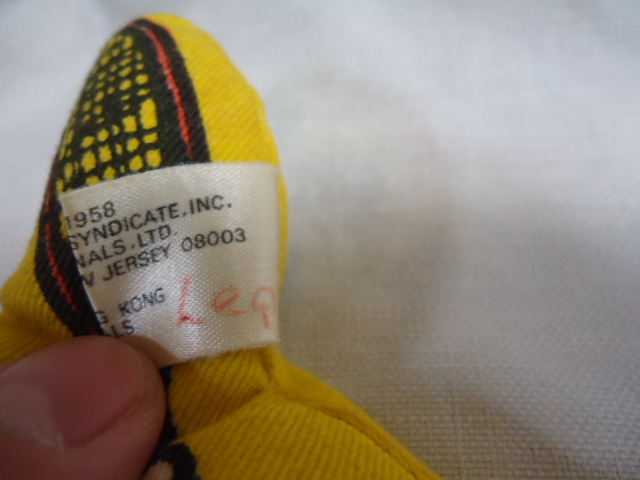 1958
SYNDICATE, INC.
NALS, LTD
JERSEY 08003
G KONG
LS
Leg